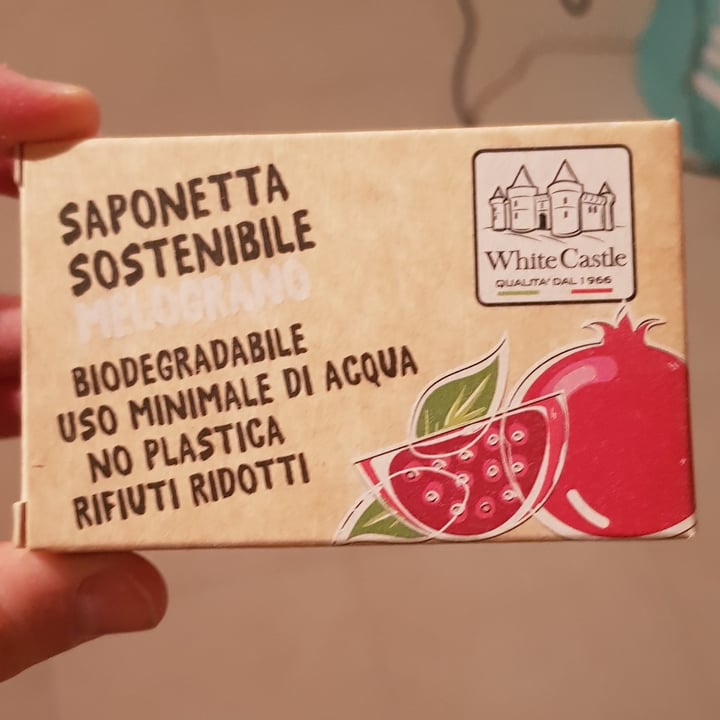 SAPONETTA
SOSTENIBILE
MELOGRANO
BIODEGRADABILE
USO MINIMALE DI ACQUA
NO PLASTICA
RIFIUTI RIDOTTI
White Castle
QUALITA' DAL 1966